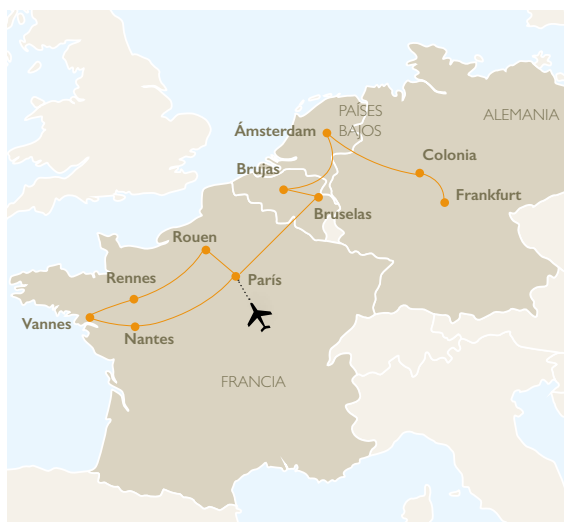 PAÍSES
BAJOS
ALEMANIA
Ámsterdam
Colonia
Brujas
Frankfurt
Bruselas
Rouen
París
Rennes
Vannes
Nantes
FRANCIA